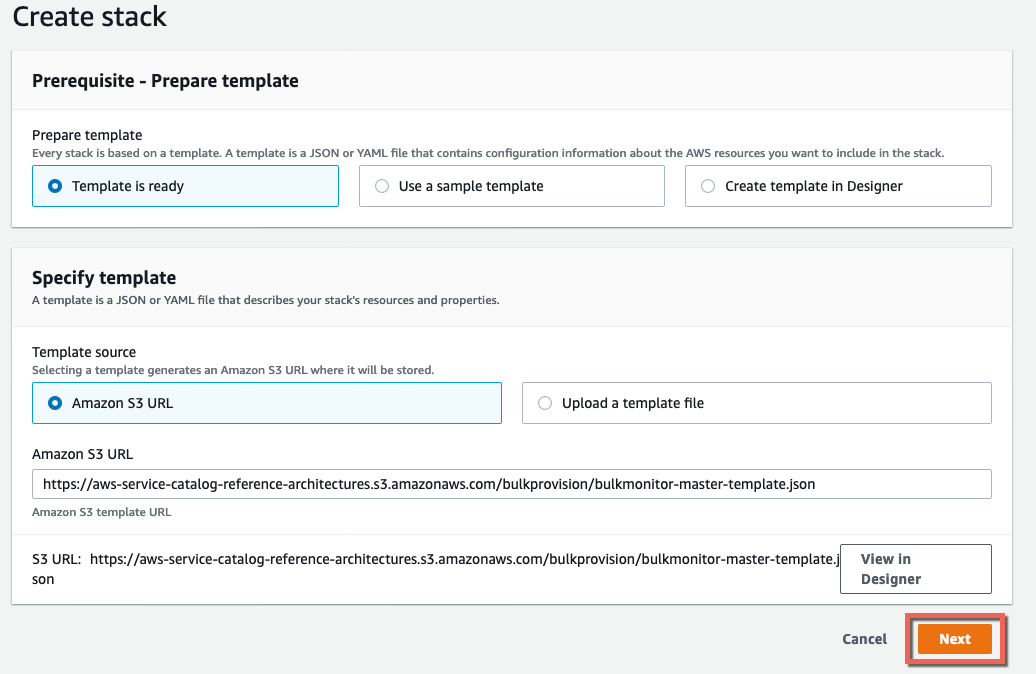 Create stack
Prerequisite - Prepare template
Prepare template
Every stack is based on a template. A template is a JSON or YAML file that contains configuration information about the AWS resources you want to include in the stack.
Template is ready
Use a sample template
Create template in Designer
Specify template
A template is a JSON or YAML file that describes your stack's resources and properties.
Template source
Selecting a template generates an Amazon S3 URL where it will be stored.
Amazon S3 URL
Upload a template file
Amazon S3 URL
https://aws-service-catalog-reference-architectures.s3.amazonaws.com/bulkprovision/bulkmonitor-master-template.json
Amazon S3 template URL
S3 URL: https://aws-service-catalog-reference-architectures.s3.amazonaws.com/bulkprovision/bulkmonitor-master-template.j
son
View in
Designer
Cancel
Next